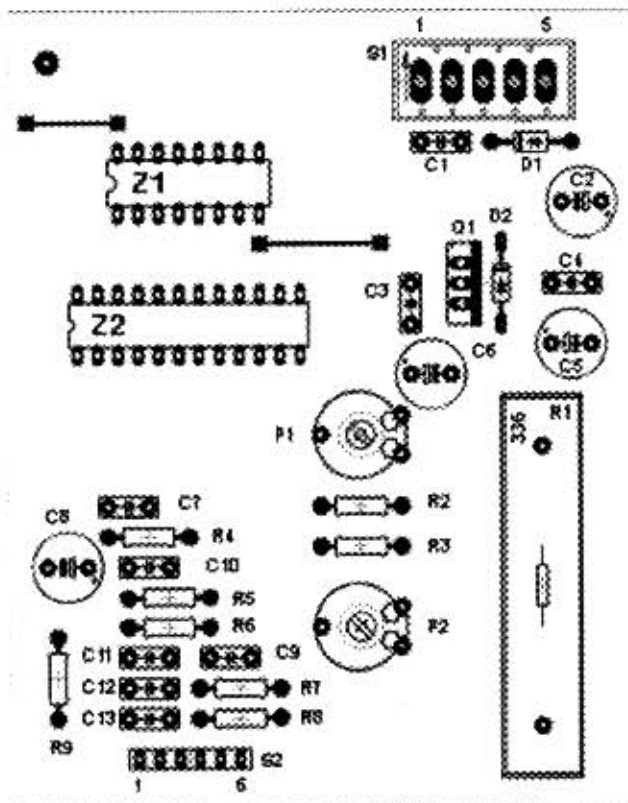 1 5
S1
C1 D1
C2
Z1
Q1 D2
C3 C4
Z2
C6 C5
P1
336 R1
C7 R2
C8 R4
R3
C10
R5
R6 P2
C11 C9
C12 R7
C13 R8
R9
S2
1 6